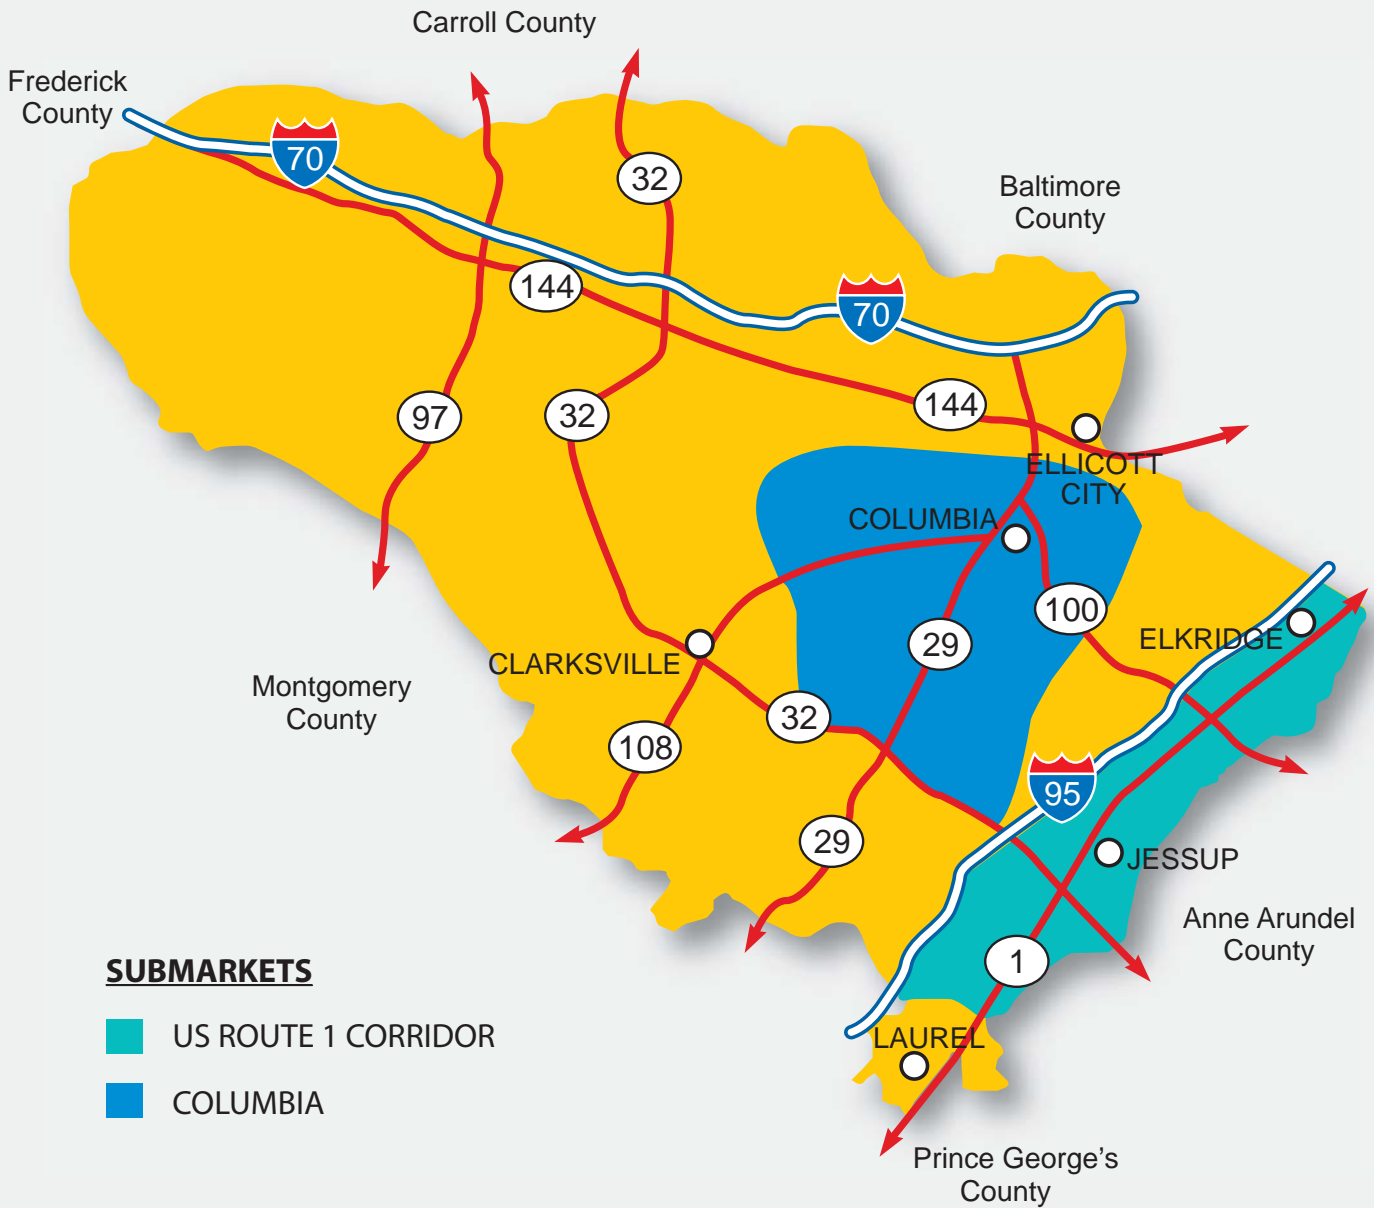 Carroll County
Frederick
County
70
32
Baltimore
County
144
70
97
32
144
ELLICOTT
CITY
COLUMBIA
100
29
ELKRIDGE
CLARKSVILLE
Montgomery
County
32
108
95
29
JESSUP
Anne Arundel
County
1
SUBMARKETS
US ROUTE 1 CORRIDOR
COLUMBIA
LAUREL
Prince George's
County